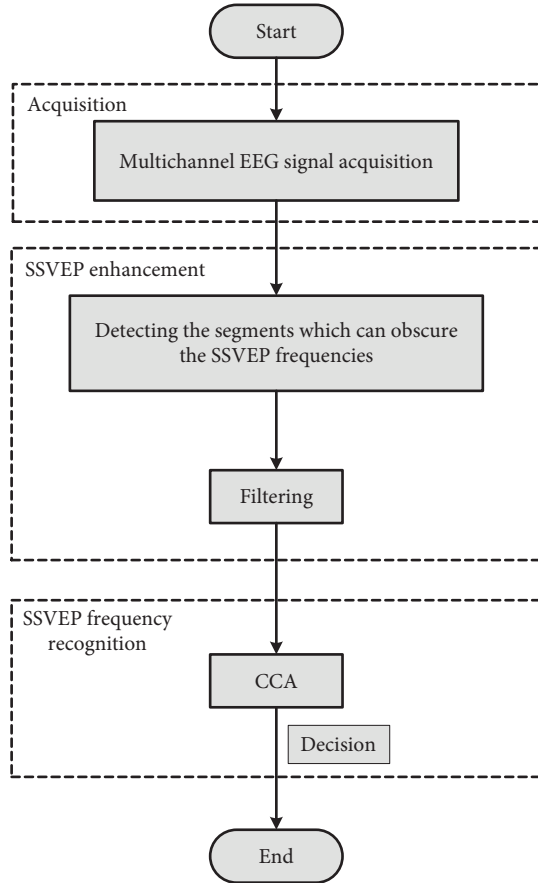 Start
Acquisition
Multichannel EEG signal acquisition
SSVEP enhancement
Detecting the segments which can obscure
the SSVEP frequencies
Filtering
SSVEP frequency
recognition
CCA
Decision
End